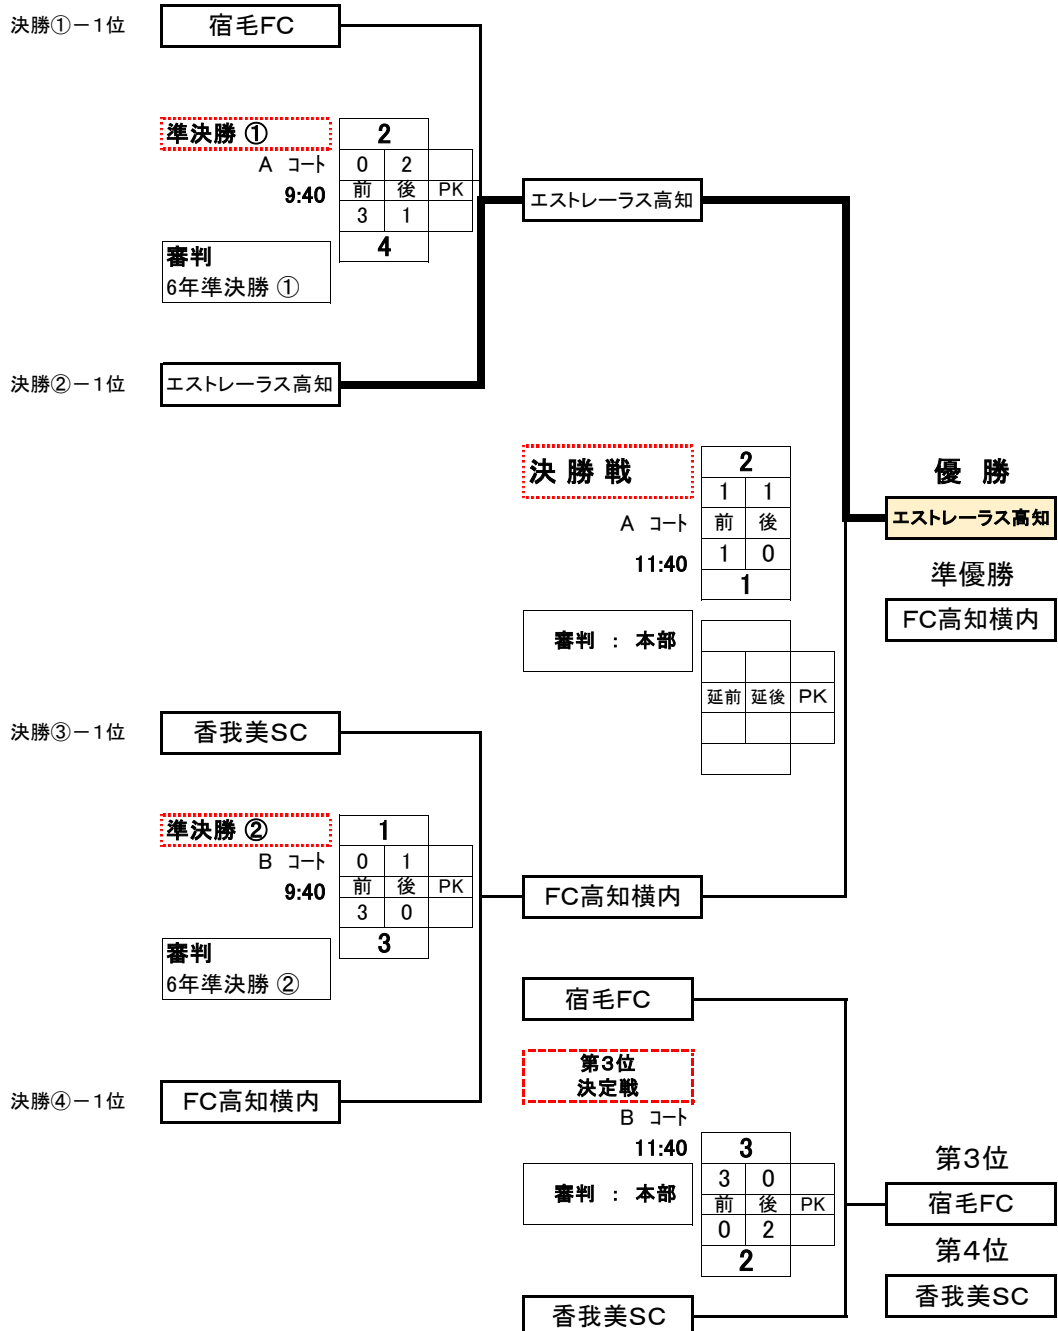 決勝①－１位
宿毛FC
準決勝 ①
2
A コート
0 2
9:40
前 後 PK
3 1
4
審判
6年準決勝 ①
エストレーラス高知
決勝②－１位
エストレーラス高知
決 勝 戦
2
1 1
A コート
前 後
11:40
1 0
1
優 勝
エストレーラス高知
準優勝
FC高知横内
審判 ： 本部
延前 延後 PK
決勝③－１位
香我美SC
準決勝 ②
1
B コート
0 1
9:40
前 後 PK
3 0
3
審判
6年準決勝 ②
FC高知横内
決勝④－１位
FC高知横内
宿毛FC
第３位
決定戦
B コート
11:40
3
3 0
審判 ： 本部
前 後 PK
0 2
2
香我美SC
第３位
宿毛FC
第４位
香我美SC